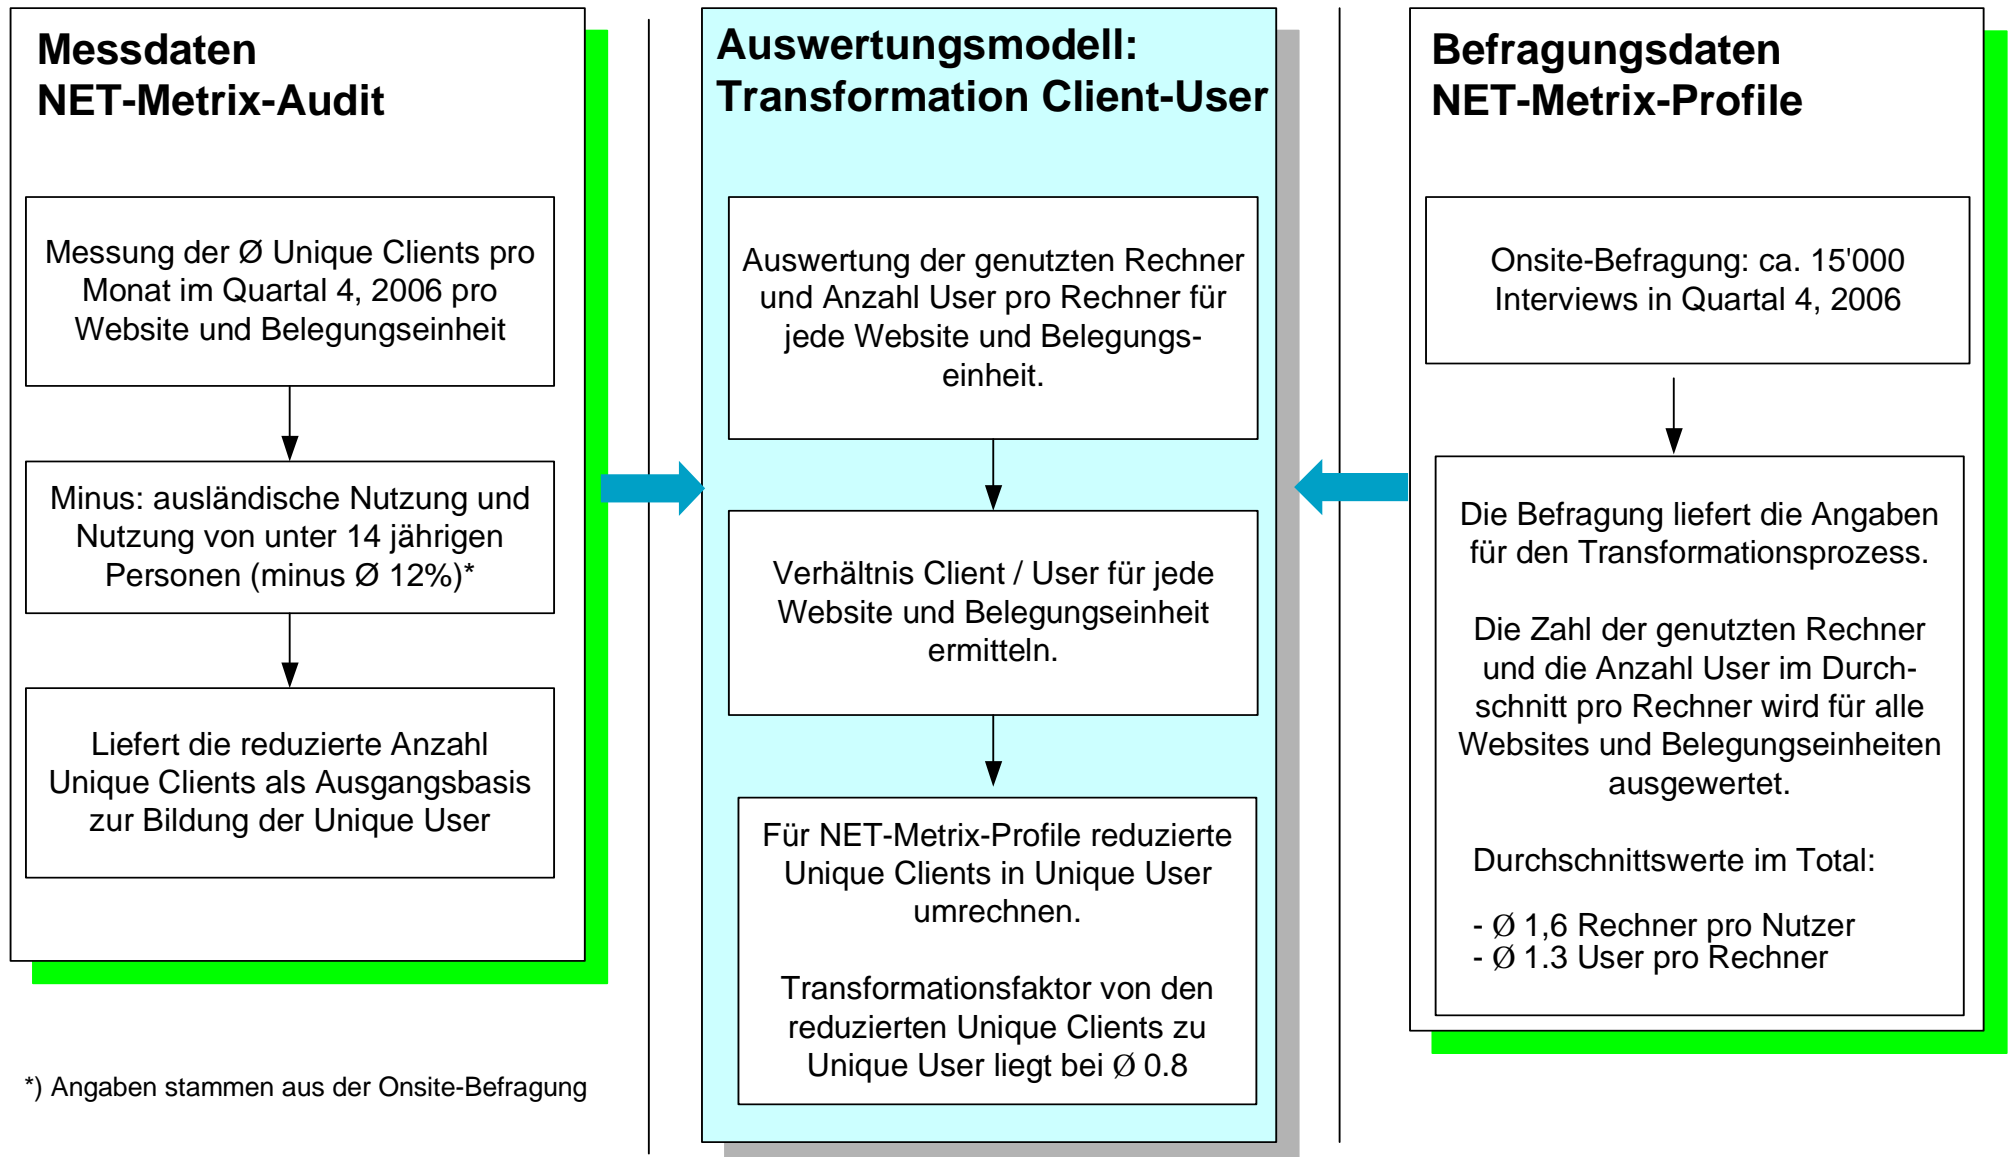 Messdaten
NET-Metrix-Audit
Messung der Ø Unique Clients pro
Monat im Quartal 4, 2006 pro
Website und Belegungseinheit
Minus: ausländische Nutzung und
Nutzung von unter 14 jährigen
Personen (minus Ø 12%)*
Liefert die reduzierte Anzahl
Unique Clients als Ausgangsbasis
zur Bildung der Unique User
*) Angaben stammen aus der Onsite-Befragung
Auswertungsmodell:
Transformation Client-User
Auswertung der genutzten Rechner
und Anzahl User pro Rechner für
jede Website und Belegungs-
einheit.
Verhältnis Client / User für jede
Website und Belegungseinheit
ermitteln.
Für NET-Metrix-Profile reduzierte
Unique Clients in Unique User
umrechnen.
Transformationsfaktor von den
reduzierten Unique Clients zu
Unique User liegt bei Ø 0.8
Befragungsdaten
NET-Metrix-Profile
Onsite-Befragung: ca. 15'000
Interviews in Quartal 4, 2006
Die Befragung liefert die Angaben
für den Transformationsprozess.
Die Zahl der genutzten Rechner
und die Anzahl User im Durch-
schnitt pro Rechner wird für alle
Websites und Belegungseinheiten
ausgewertet.
Durchschnittswerte im Total:
- Ø 1,6 Rechner pro Nutzer
- Ø 1.3 User pro Rechner